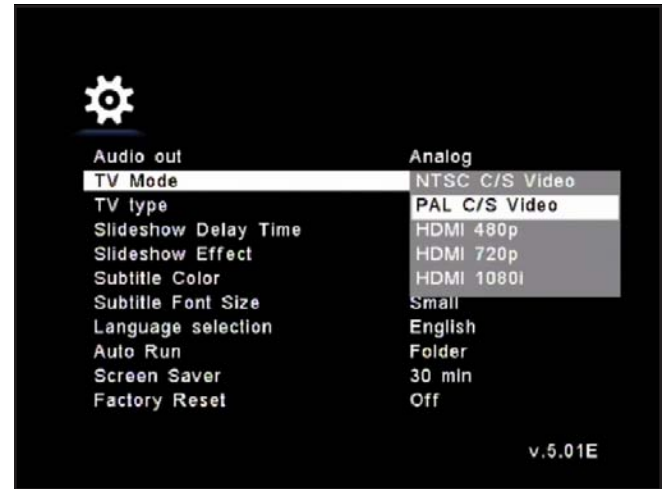 Audio out Analog
TV Mode NTSC C/S Video
TV type PAL C/S Video
Slideshow Delay Time HDMI 480p
Slideshow Effect HDMI 720p
Subtitle Color HDMI 1080i
Subtitle Font Size Small
Language selection English
Auto Run Folder
Screen Saver 30 min
Factory Reset Off
v.5.01E